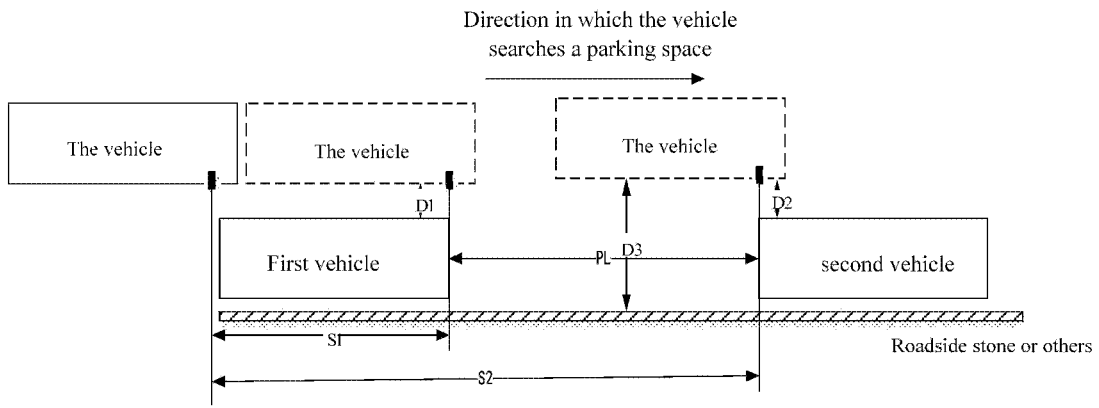 Direction in which the vehicle
searches a parking space
The vehicle
The vehicle
The vehicle
D1
D2
First vehicle
PL
D3
second vehicle
S1
Roadside stone or others
S2